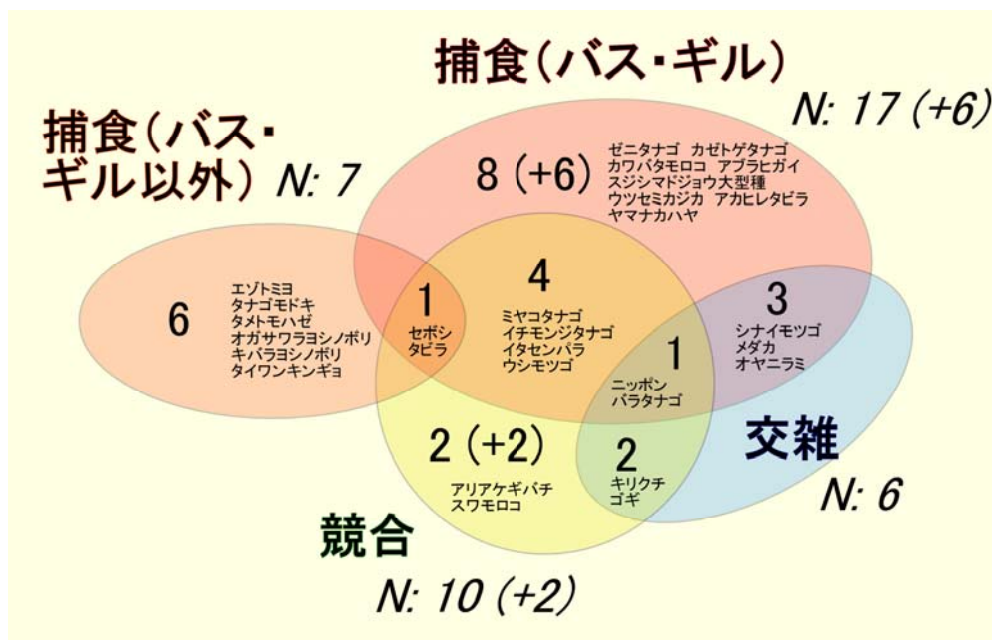 捕食(バス・ギル)
N: 17 (+6)
捕食(バス・
ギル以外)
N: 7
8 (+6)
ゼニタナゴ カゼトゲタナゴ
カワバタモロコ アブラヒガイ
スジシマドジョウ大型種
ウツセミカジカ アカヒレタビラ
ヤマナカハヤ
6
エゾトミヨ
タナゴモドキ
タメトモハゼ
オガサワラヨシノボリ
キバラヨシノボリ
タイワンキンギョ
1
セボシ
タビラ
4
ミヤコタナゴ
イチモンジタナゴ
イタセンパラ
ウシモツゴ
3
シナイモツゴ
メダカ
オヤニラミ
1
ニッポン
バラタナゴ
2 (+2)
アリアケギバチ
スワモロコ
2
キリクチ
ゴギ
交雑
N: 6
競合
N: 10 (+2)